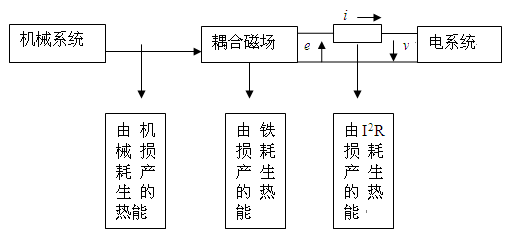 i
机械系统
耦合磁场
e
v
电系统
由机
械损
耗产
生的
热能
由铁
损耗
产生
的热
能
由I²R
损耗
产生
的热
能